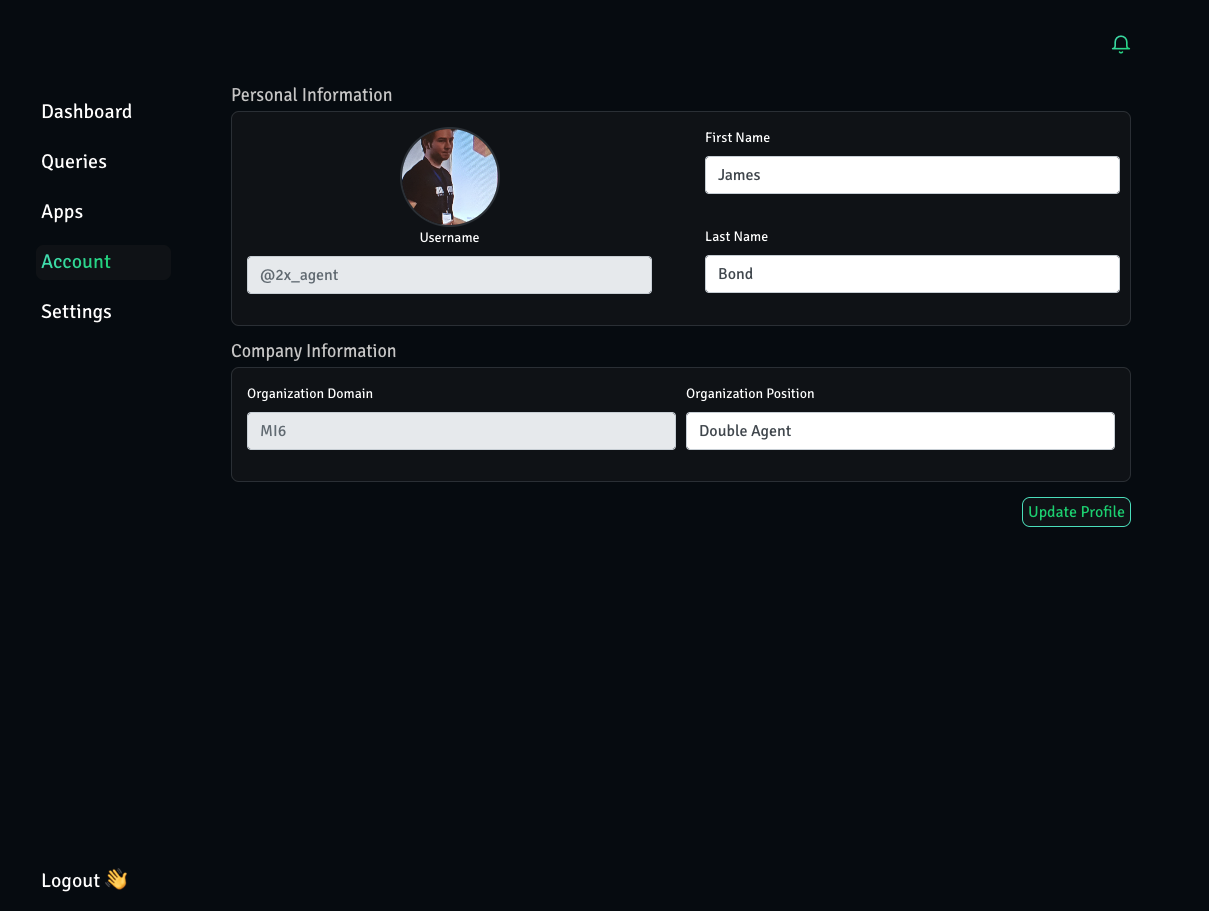 Dashboard
Queries
Apps
Account
Settings
Logout 👋
Personal Information
Username
@2x_agent
First Name
James
Last Name
Bond
Company Information
Organization Domain
MI6
Organization Position
Double Agent
Update Profile